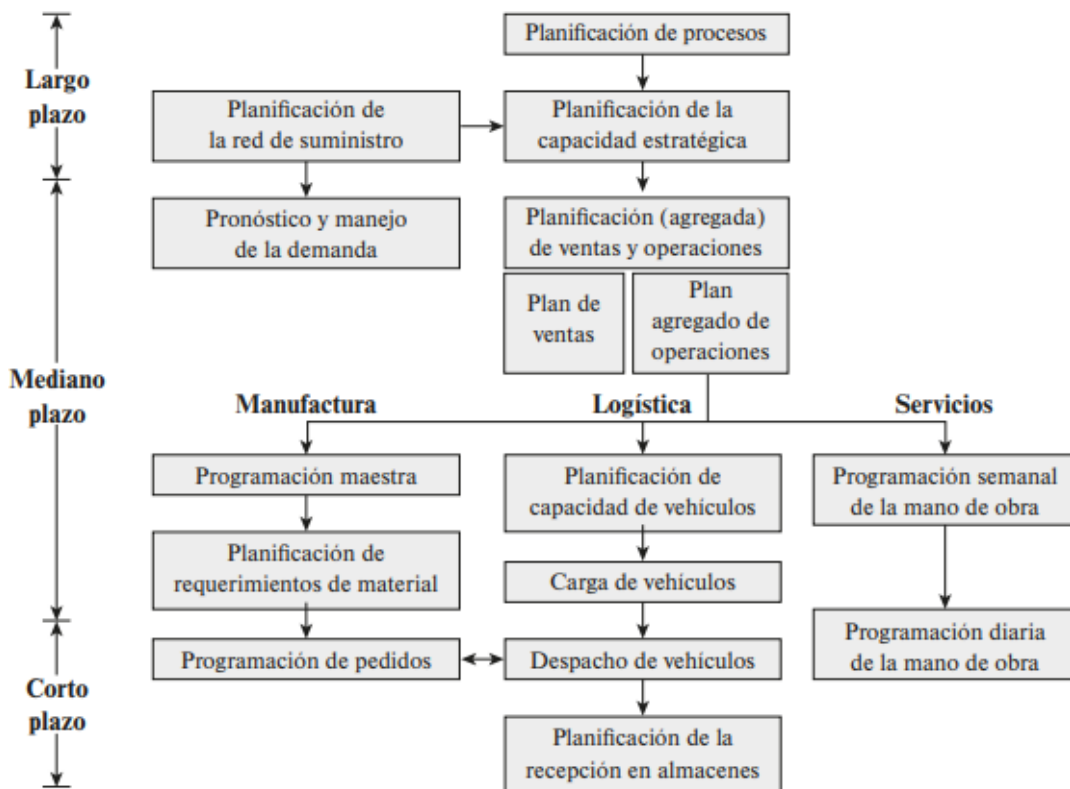 Planificación de procesos
Largo
plazo
Planificación de
la red de suministro
Planificación de la
capacidad estratégica
Pronóstico y manejo
de la demanda
Planificación (agregada)
de ventas y operaciones
Plan de
ventas
Plan
agregado de
operaciones
Mediano
plazo
Manufactura
Logística
Servicios
Programación maestra
Planificación de
capacidad de vehículos
Programación semanal
de la mano de obra
Planificación de
requerimientos de material
Carga de vehículos
Programación de pedidos
Despacho de vehículos
Programación diaria
de la mano de obra
Corto
plazo
Planificación de la
recepción en almacenes